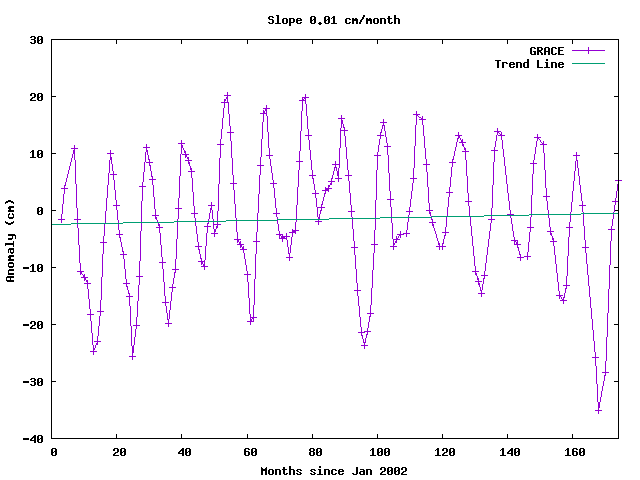 Slope 0.01 cm/month
GRACE
Trend Line
30
20
10
0
-10
-20
-30
-40
Anomaly (cm)
0 20 40 60 80 100 120 140 160
Months since Jan 2002